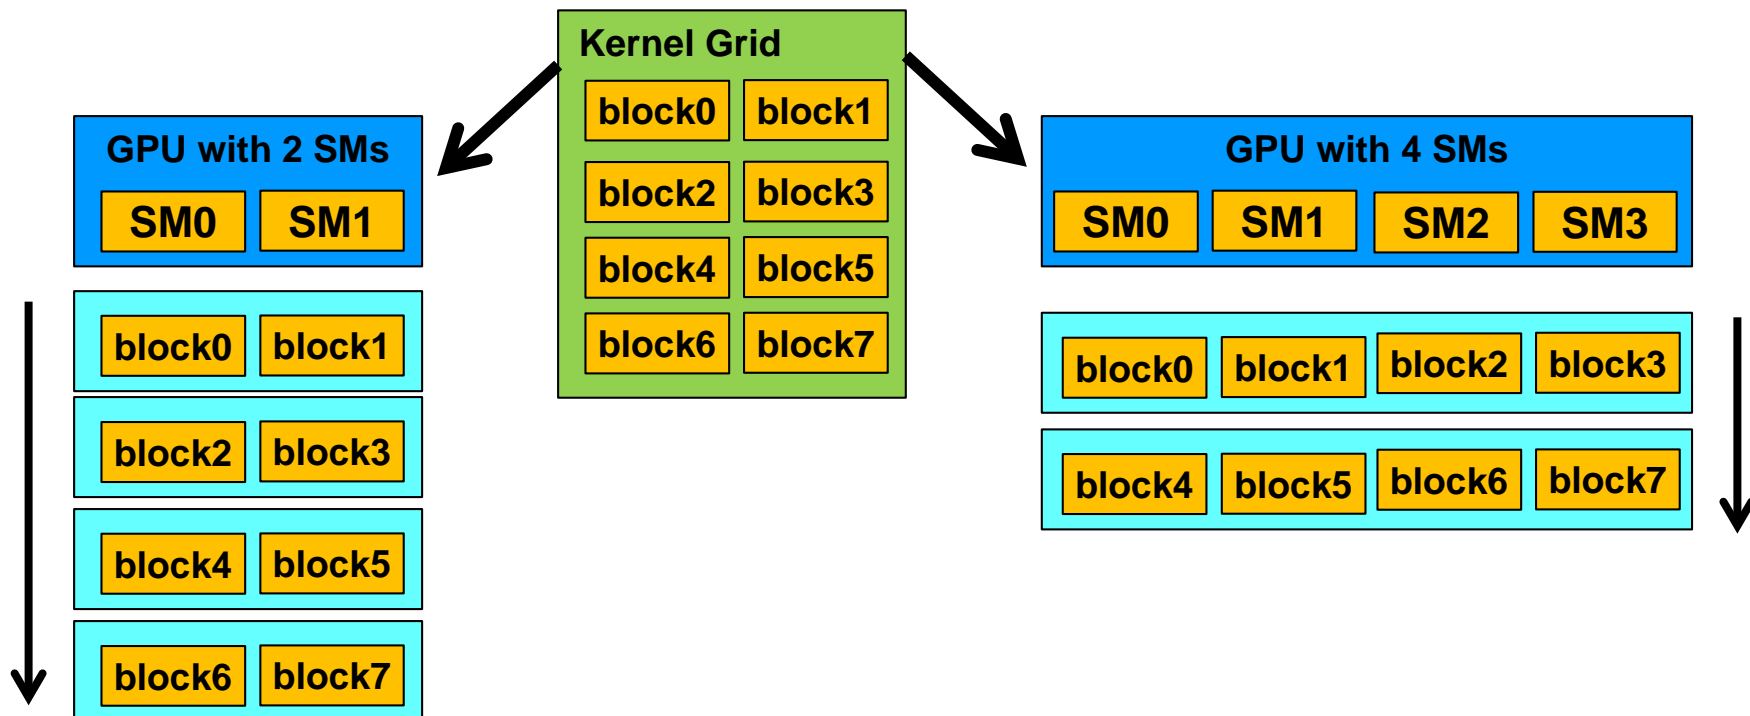 Kernel Grid
block0 block1
block2 block3
block4 block5
block6 block7
GPU with 2 SMs
SM0 SM1
block0 block1
block2 block3
block4 block5
block6 block7
GPU with 4 SMs
SM0 SM1 SM2 SM3
block0 block1 block2 block3
block4 block5 block6 block7